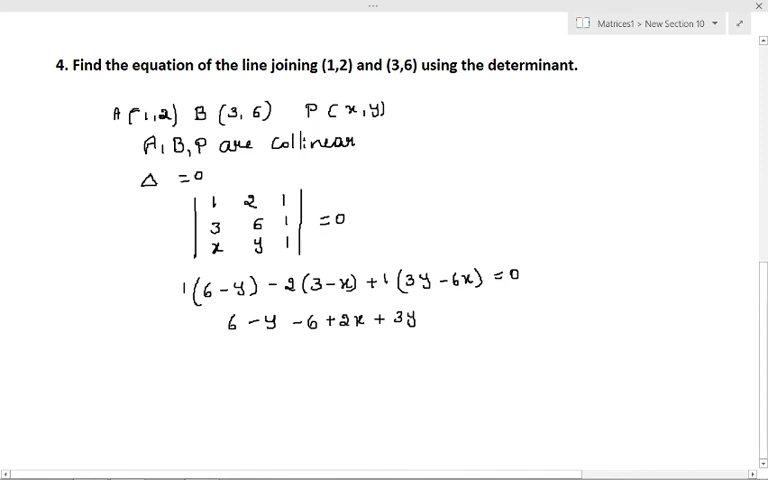 Matrices1 > New Section 10
4. Find the equation of the line joining (1,2) and (3,6) using the determinant.
A (1,2) B (3, 6) P ( x, y)
A, B, P are collinear
Δ = 0
| 1 2 1 |
| 3 6 1 | = 0
| x y 1 |
1(6 - y) - 2(3 - x) + 1(3y - 6x) = 0
6 - y - 6 + 2x + 3y